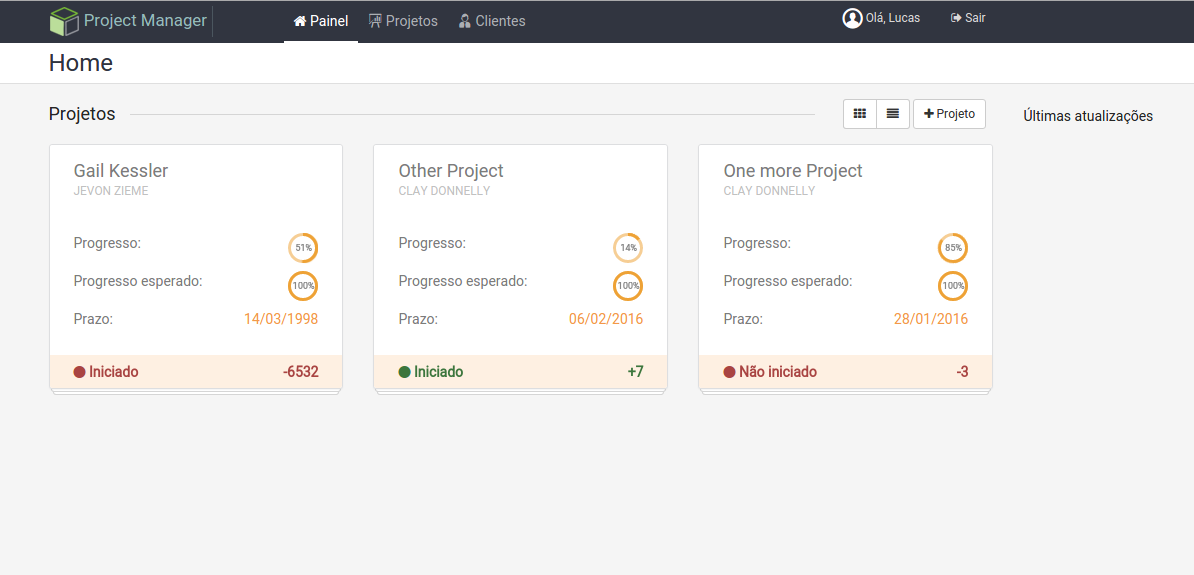 Project Manager
Painel
Projetos
Clientes
Olá, Lucas
Sair
Home
Projetos
Projeto
Últimas atualizações
Gail Kessler
JEVON ZIEME
Progresso: 51%
Progresso esperado: 100%
Prazo: 14/03/1998
Iniciado -6532
Other Project
CLAY DONNELLY
Progresso: 14%
Progresso esperado: 100%
Prazo: 06/02/2016
Iniciado +7
One more Project
CLAY DONNELLY
Progresso: 85%
Progresso esperado: 100%
Prazo: 28/01/2016
Não iniciado -3